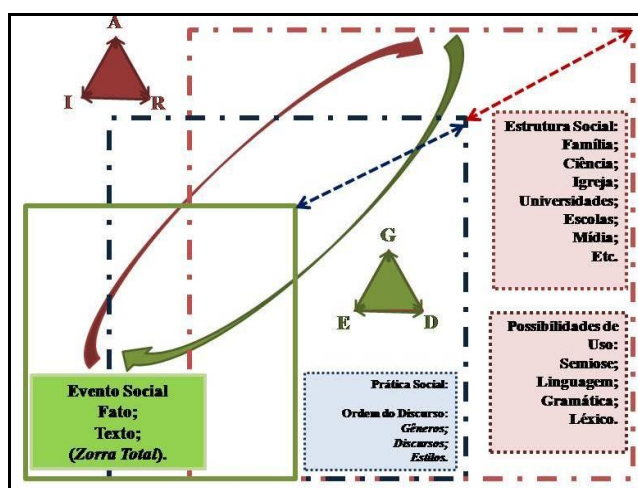 A
I R
Estrutura Social:
Família;
Ciência;
Igreja;
Universidades;
Escolas;
Mídia;
Etc.
G
E D
Possibilidades de
Uso:
Semiose;
Linguagem;
Gramática;
Léxico.
Evento Social
Fato;
Texto;
(Zorra Total).
Prática Social:
Ordem do Discurso:
Gêneros;
Discursos;
Estilos.